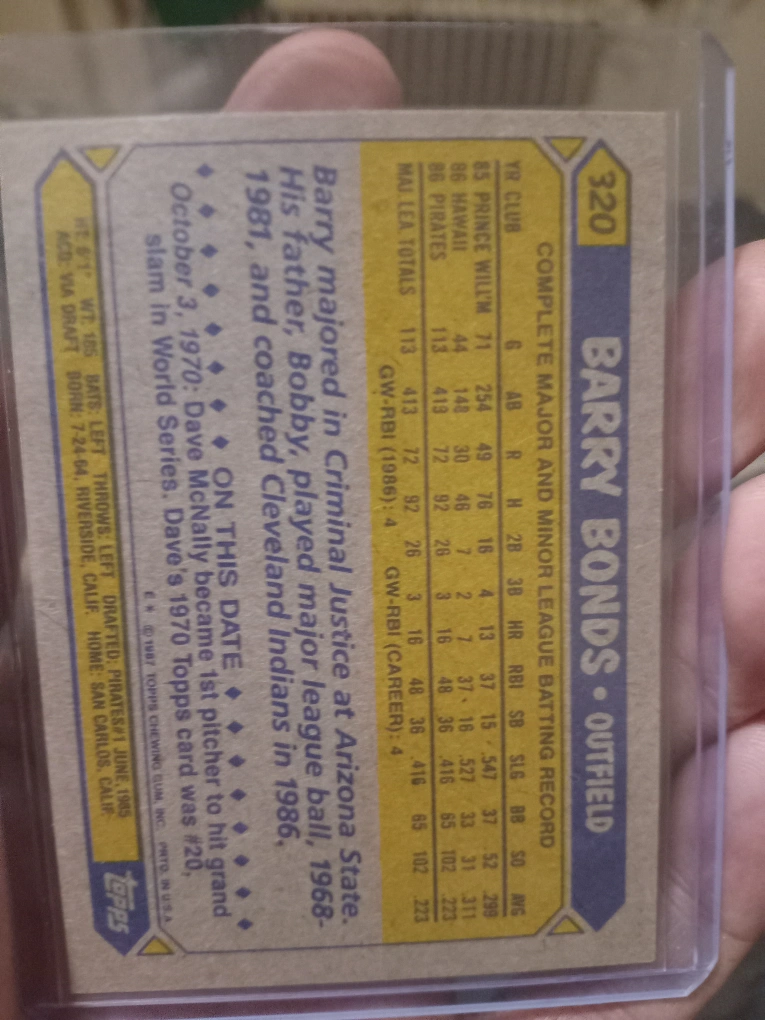 320
BARRY BONDS • OUTFIELD
COMPLETE MAJOR AND MINOR LEAGUE BATTING RECORD
YR CLUB G AB R H 2B 3B HR RBI SB SLG BB SO AVG
85 PRINCE WILL'M 71 254 49 76 16 4 13 37 15 .547 37 52 .299
86 HAWAII 44 148 30 46 7 2 7 37 16 .527 33 31 .311
86 PIRATES 113 413 72 92 26 3 16 48 36 .416 65 102 .223
MAJ LEA TOTALS 113 413 72 92 26 3 16 48 36 .416 65 102 .223
GW-RBI (1986): 4 GW-RBI (CAREER): 4
Barry majored in Criminal Justice at Arizona State.
His father, Bobby, played major league ball, 1968-
1981, and coached Cleveland Indians in 1986.
ON THIS DATE
October 3, 1970: Dave McNally became 1st pitcher to hit grand
slam in World Series. Dave's 1970 Topps card was #20.
© 1987 TOPPS CHEWING GUM, INC. PRTD. IN U.S.A.
HT: 6'1" WT: 185 BATS: LEFT THROWS: LEFT DRAFTED: PIRATES#1 JUNE, 1985
ACQ: VIA DRAFT BORN: 7-24-64, RIVERSIDE, CALIF. HOME: SAN CARLOS, CALIF.
topps